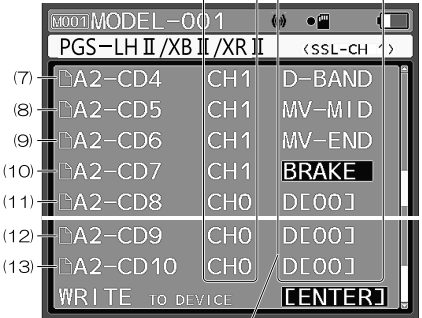 M001 MODEL-001
PGS-LHⅡ/XBⅡ/XRⅡ (SSL-CH 1)
(7) A2-CD4 CH1 D-BAND
(8) A2-CD5 CH1 MV-MID
(9) A2-CD6 CH1 MV-END
(10) A2-CD7 CH1 BRAKE
(11) A2-CD8 CH0 D[00]
(12) A2-CD9 CH0 D[00]
(13) A2-CD10 CH0 D[00]
WRITE TO DEVICE [ENTER]